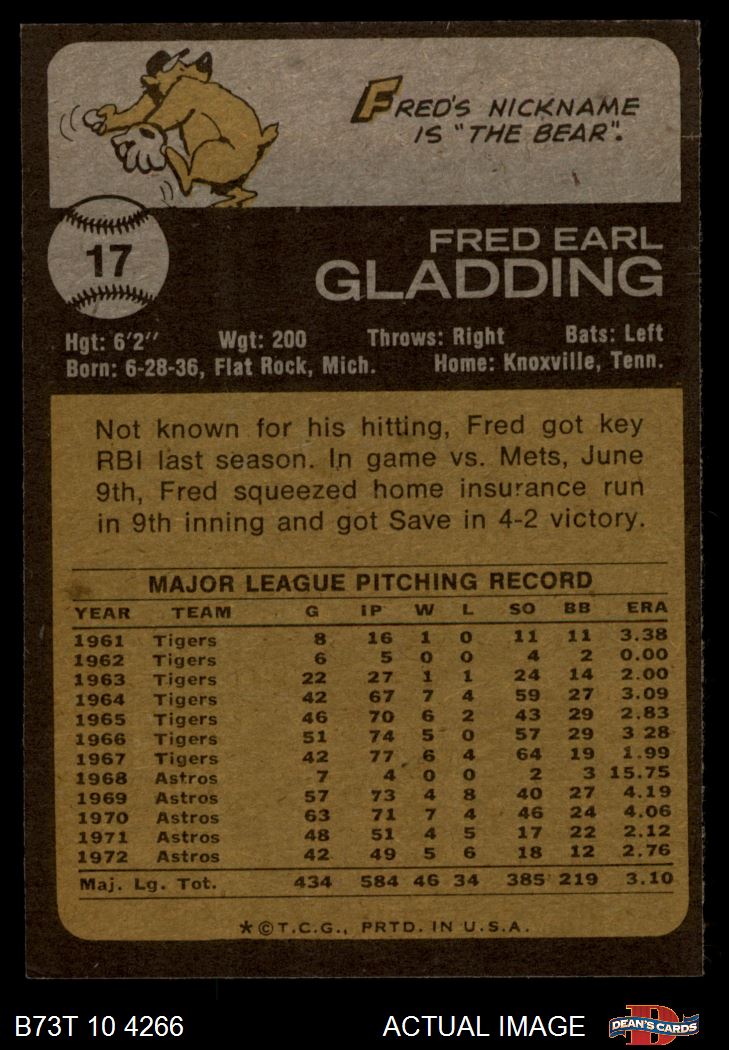 FRED'S NICKNAME
IS "THE BEAR".
17
FRED EARL
GLADDING
Hgt: 6'2" Wgt: 200 Throws: Right Bats: Left
Born: 6-28-36, Flat Rock, Mich. Home: Knoxville, Tenn.
Not known for his hitting, Fred got key
RBI last season. In game vs. Mets, June
9th, Fred squeezed home insurance run
in 9th inning and got Save in 4-2 victory.
MAJOR LEAGUE PITCHING RECORD
YEAR TEAM G IP W L SO BB ERA
1961 Tigers 8 16 1 0 11 11 3.38
1962 Tigers 6 5 0 0 4 2 0.00
1963 Tigers 22 27 1 1 24 14 2.00
1964 Tigers 42 67 7 4 59 27 3.09
1965 Tigers 46 70 6 2 43 29 2.83
1966 Tigers 51 74 5 0 57 29 3 28
1967 Tigers 42 77 6 4 64 19 1.99
1968 Astros 7 4 0 0 2 3 15.75
1969 Astros 57 73 4 8 40 27 4.19
1970 Astros 63 71 7 4 46 24 4.06
1971 Astros 48 51 4 5 17 22 2.12
1972 Astros 42 49 5 6 18 12 2.76
Maj. Lg. Tot. 434 584 46 34 385 219 3.10
*©T.C.G., PRTD. IN U.S.A.
B73T 10 4266 ACTUAL IMAGE DEAN'S CARDS